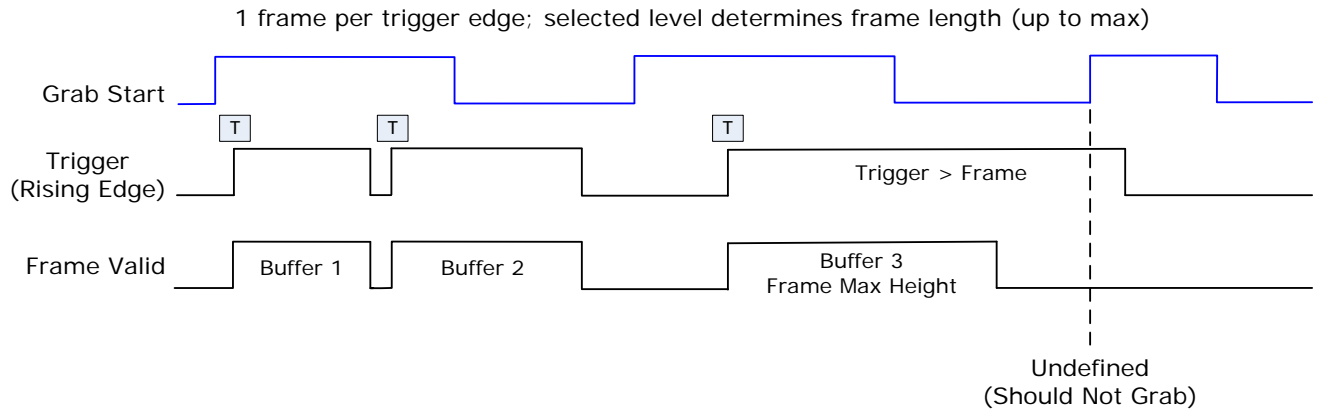 1 frame per trigger edge; selected level determines frame length (up to max)
Grab Start
T
T
T
Trigger
(Rising Edge)
Trigger > Frame
Frame Valid
Buffer 1
Buffer 2
Buffer 3
Frame Max Height
Undefined
(Should Not Grab)